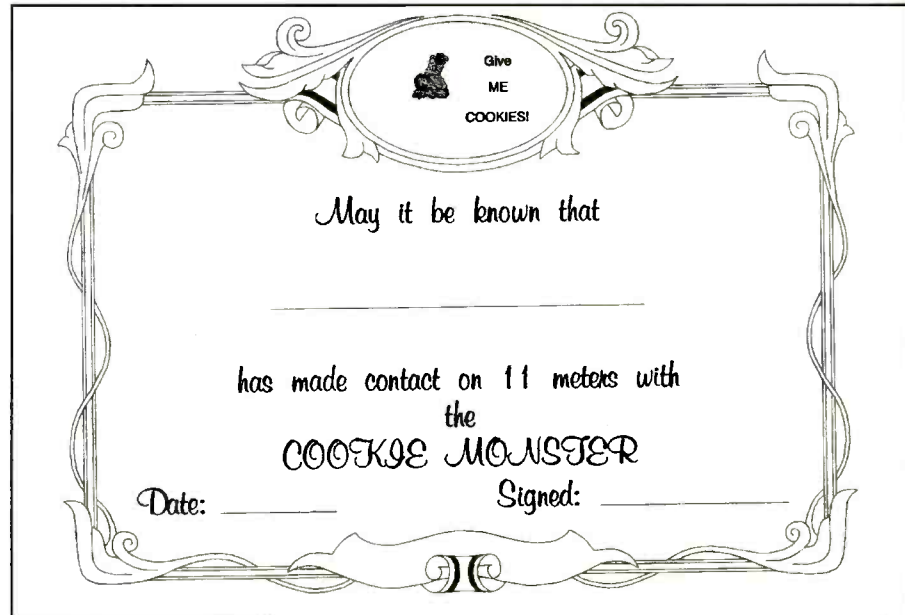 Give
ME
COOKIES!
May it be known that
has made contact on 11 meters with
the
COOKIE MONSTER
Date: Signed: